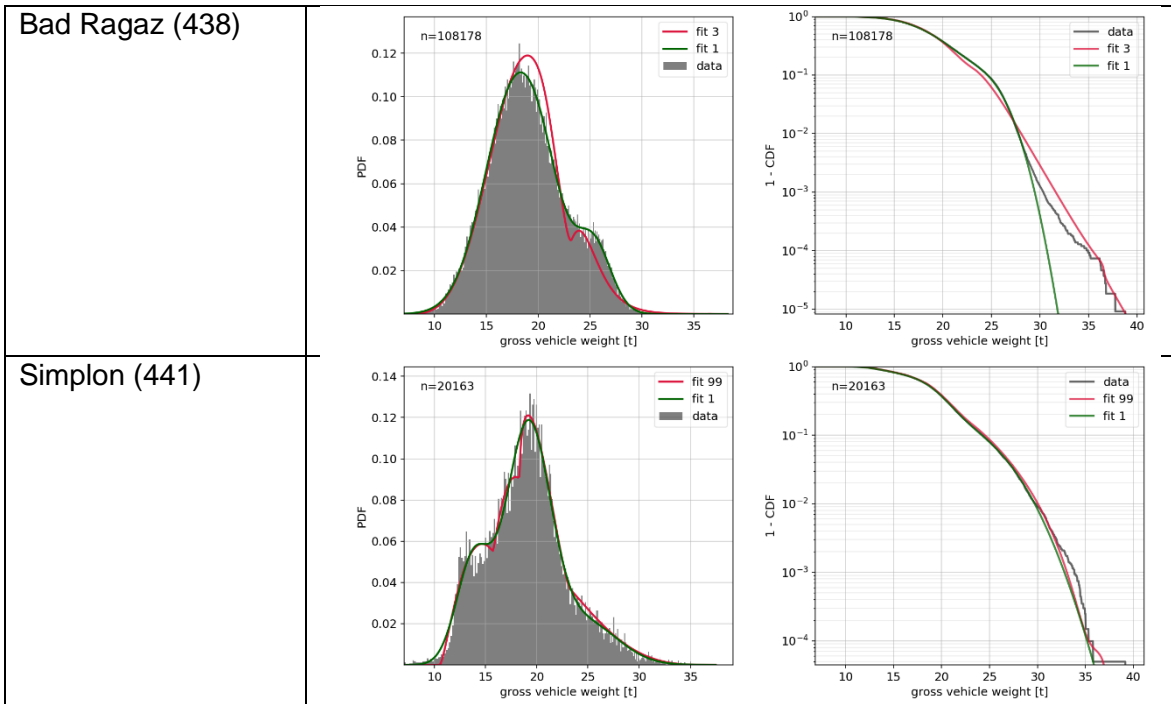 Bad Ragaz (438)
n=108178
fit 3
fit 1
data
0.12
0.10
0.08
0.06
0.04
0.02
PDF
10 15 20 25 30 35
gross vehicle weight [t]
n=108178
data
fit 3
fit 1
10⁰
10⁻¹
10⁻²
10⁻³
10⁻⁴
10⁻⁵
1 - CDF
10 15 20 25 30 35 40
gross vehicle weight [t]
Simplon (441)
n=20163
fit 99
fit 1
data
0.14
0.12
0.10
0.08
0.06
0.04
0.02
PDF
10 15 20 25 30 35
gross vehicle weight [t]
n=20163
data
fit 99
fit 1
10⁰
10⁻¹
10⁻²
10⁻³
10⁻⁴
1 - CDF
10 15 20 25 30 35 40
gross vehicle weight [t]